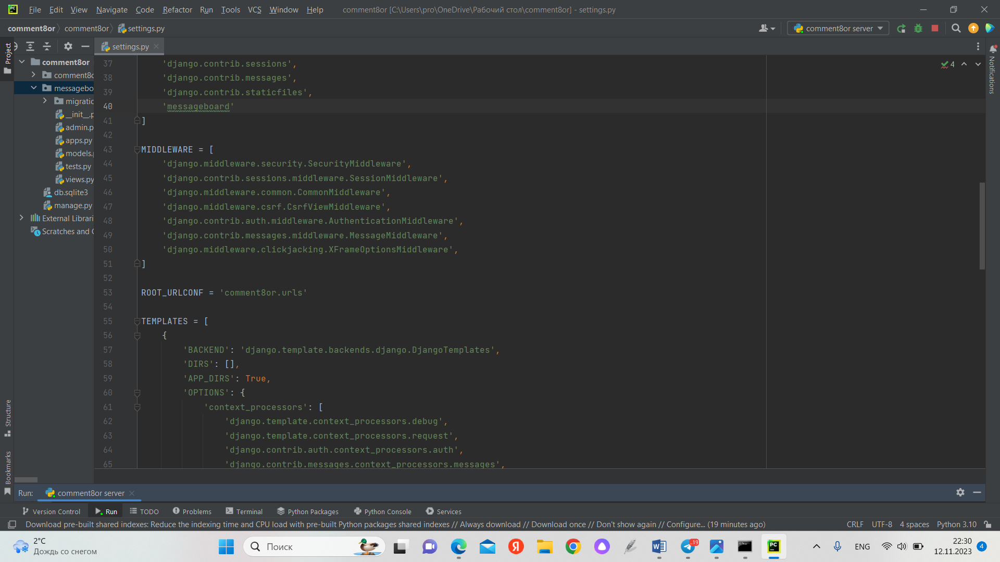 File Edit View Navigate Code Refactor Run Tools VCS Window Help comment8or [C:\Users\pro\OneDrive\Рабочий стол\comment8or] - settings.py
comment8or comment8or settings.py comment8or server
Project
settings.py
comment8or
comment8o
messagebo
migratio
__init__.p
admin.p
apps.py
models.
tests.py
views.py
db.sqlite3
manage.py
External Librari
Scratches and C
37 'django.contrib.sessions',
38 'django.contrib.messages',
39 'django.contrib.staticfiles',
40 'messageboard'
41 ]
42
43 MIDDLEWARE = [
44 'django.middleware.security.SecurityMiddleware',
45 'django.contrib.sessions.middleware.SessionMiddleware',
46 'django.middleware.common.CommonMiddleware',
47 'django.middleware.csrf.CsrfViewMiddleware',
48 'django.contrib.auth.middleware.AuthenticationMiddleware',
49 'django.contrib.messages.middleware.MessageMiddleware',
50 'django.middleware.clickjacking.XFrameOptionsMiddleware',
51 ]
52
53 ROOT_URLCONF = 'comment8or.urls'
54
55 TEMPLATES = [
56 {
57 'BACKEND': 'django.template.backends.django.DjangoTemplates',
58 'DIRS': [],
59 'APP_DIRS': True,
60 'OPTIONS': {
61 'context_processors': [
62 'django.template.context_processors.debug',
63 'django.template.context_processors.request',
64 'django.contrib.auth.context_processors.auth',
65 'django.contrib.messages.context_processors.messages',
4
Notifications
Structure
Bookmarks
Run: comment8or server
Version Control Run TODO Problems Terminal Python Packages Python Console Services
Download pre-built shared indexes: Reduce the indexing time and CPU load with pre-built Python packages shared indexes // Always download // Download once // Don't show again // Configure... (19 minutes ago) CRLF UTF-8 4 spaces Python 3.10
2°C
Дождь со снегом
Поиск
19
ENG
22:30
12.11.2023
4